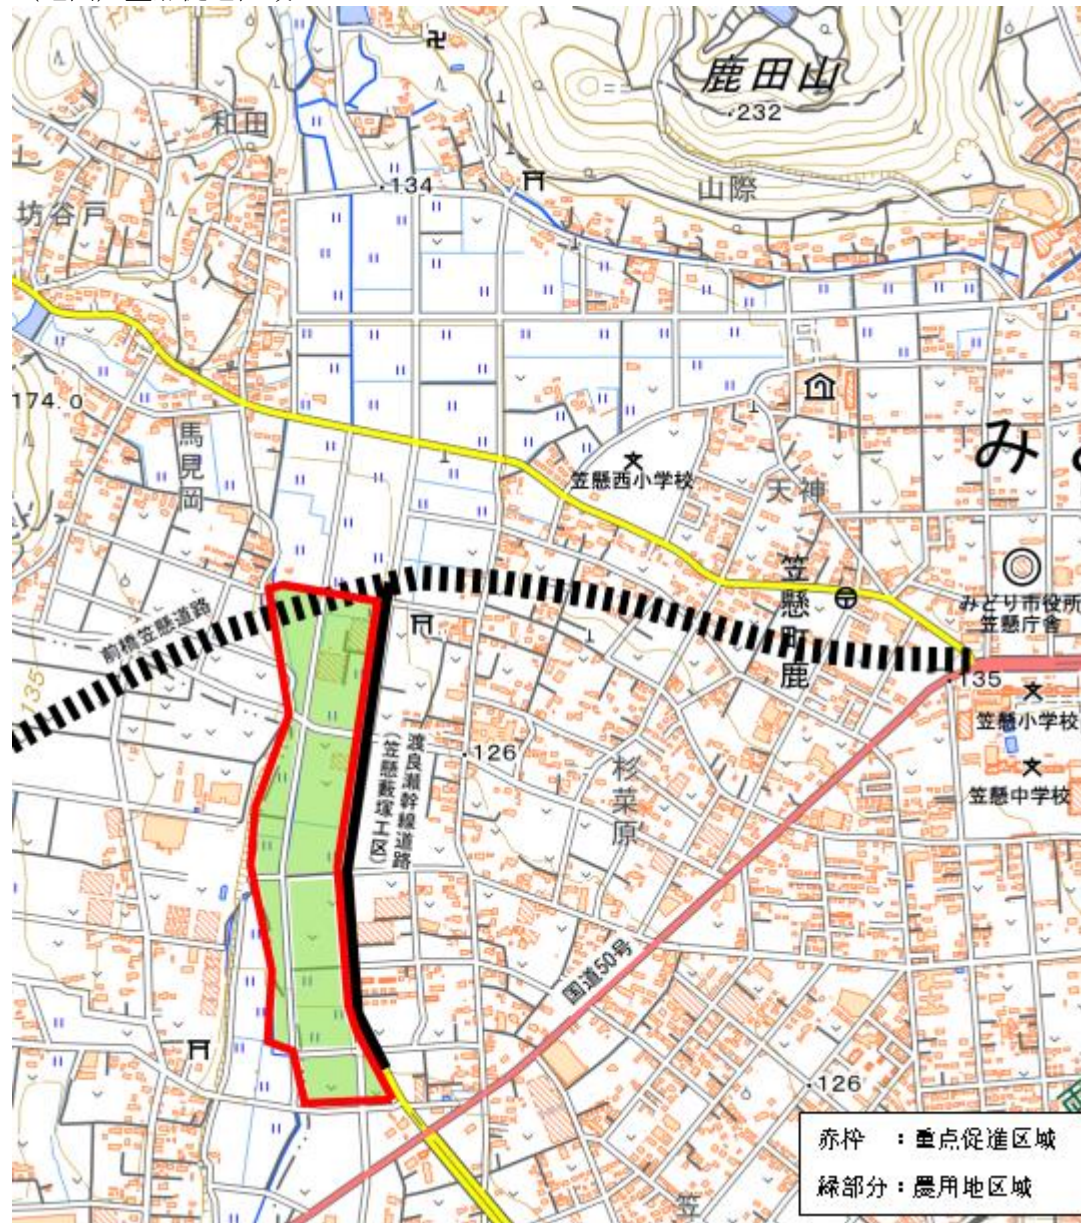 鹿田山
・232
和田
・134
山際
坊谷戸
174.0
馬見岡
笠懸西小学校
天神
み
笠懸町鹿
みどり市役所
笠懸庁舎
前橋笠懸道路
135
・135
笠懸小学校
渡良瀬幹線道路
(笠懸藪塚工区)
・126
杉菜原
笠懸中学校
国道50号
・126
笠
赤枠 ：重点促進区域
緑部分：農用地区域